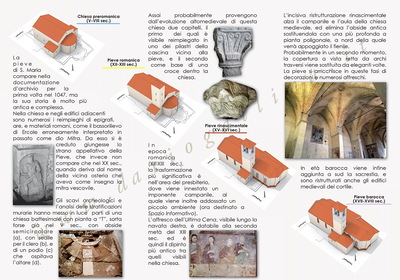 Chiesa preromanica
(V-VIII sec.)
La
pieve
di S. Maria
compare nella
documentazione
d'archivio per la
prima volta nel 1047, ma
la sua storia è molto più
antica e complessa.
Nella chiesa e negli edifici adiacenti
sono numerosi i reimpieghi di epigrafi,
are, e materiali romani, come il bassorilievo
di Ercole erroneamente interpretato in
passato come dio Mitra. Da esso si è
creduto giungesse lo
strano appellativo della
Pieve, che invece non
compare che nel XX sec.,
quando deriva dal nome
della vicina osteria che
aveva come insegna la
mitra vescovile.
Gli scavi archeologici e
l'analisi delle stratificazioni
murarie hanno messo in luce parti di una
chiesa battesimale con pianta a "T", sorta
forse già nel V sec., con abside
semicircolare
(a), con sedile
per il clero (b), e
di un podio (c)
che ospitava
l'altare (d).
Assai probabilmente provengono
dall'evoluzione altomedievale di questa
chiesa due capitelli, il
primo dei quali è
visibile reimpiegato in
uno dei pilastri della
cascina vicina alla
pieve, e il secondo
come base di una
croce dentro la
chiesa.
Pieve romanica
(XII-XIII sec.)
In
epoca
romanica
(XII-XIII sec.)
la trasformazione
più significativa è
nell'area del presbiterio,
dove viene innestato un
imponente campanile, al
quale viene inoltre addossato un
piccolo ambiente (ora destinato a
Spazio Informativo).
L'affresco dell'Ultima Cena, visibile lungo la
navata destra, è databile alla seconda
metà del XIII
sec. ed è
quindi il dipinto
più antico fra
quelli visibili
nella chiesa.
Pieve rinascimentale
(XV-XVI sec.)
L'incisiva ristrutturazione rinascimentale
alza il campanile e l'aula della chiesa
medievale, ed elimina l'abside antica
sostituendola con una più profonda a
pianta poligonale, a nord della quale
verrà appoggiato il fienile.
Probabilmente in un secondo momento,
la copertura a vista retta da archi
trasversi viene sostituita da eleganti volte.
La pieve si arricchisce in queste fasi di
decorazioni e numerosi affreschi.
In età barocca viene infine
aggiunta a sud la sacrestia, e
sono ristrutturati anche gli edifici
medievali del cortile.
Pieve barocca
(XVII-XVIII sec.)